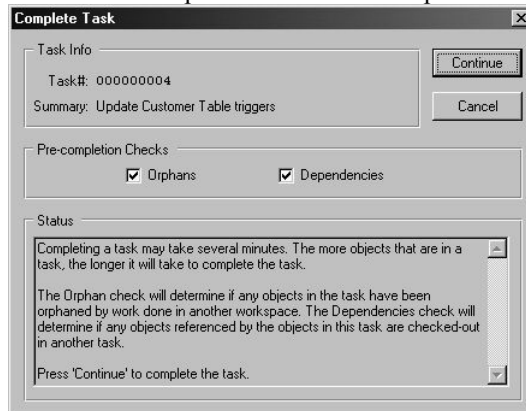 Complete Task
Task Info
Continue
Task#: 000000004
Summary: Update Customer Table triggers
Cancel
Pre-completion Checks
Orphans
Dependencies
Status
Completing a task may take several minutes. The more objects that are in a
task, the longer it will take to complete the task.
The Orphan check will determine if any objects in the task have been
orphaned by work done in another workspace. The Dependencies check will
determine if any objects referenced by the objects in this task are checked-out
in another task.
Press 'Continue' to complete the task.